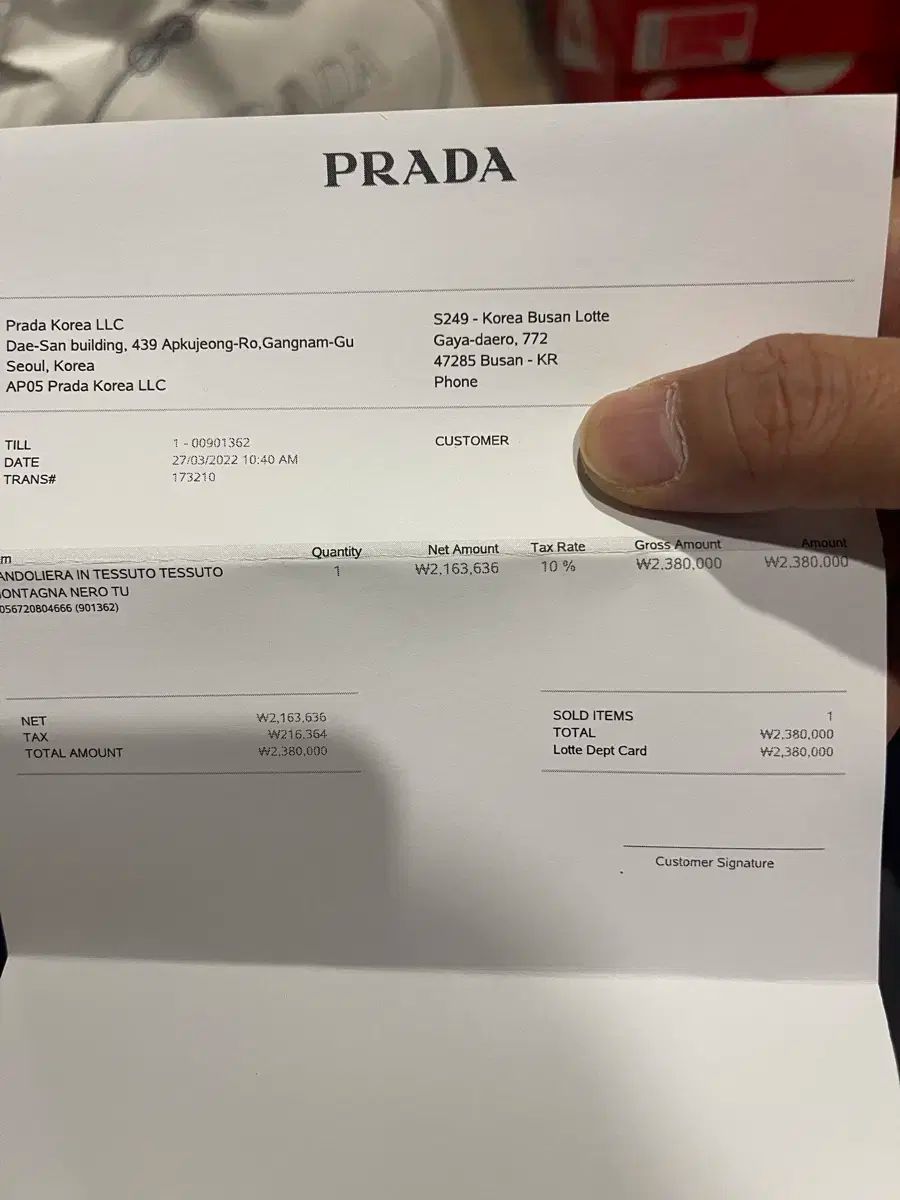 PRADA
Prada Korea LLC
Dae-San building, 439 Apkujeong-Ro,Gangnam-Gu
Seoul, Korea
AP05 Prada Korea LLC
S249 - Korea Busan Lotte
Gaya-daero, 772
47285 Busan - KR
Phone
TILL 1 - 00901362
DATE 27/03/2022 10:40 AM
TRANS# 173210
CUSTOMER
m Quantity Net Amount Tax Rate Gross Amount Amount
ANDOLIERA IN TESSUTO TESSUTO 1 ₩2,163,636 10 % ₩2,380,000 ₩2,380,000
MONTAGNA NERO TU
056720804666 (901362)
NET ₩2,163,636
TAX ₩216,364
TOTAL AMOUNT ₩2,380,000
SOLD ITEMS 1
TOTAL ₩2,380,000
Lotte Dept Card ₩2,380,000
Customer Signature